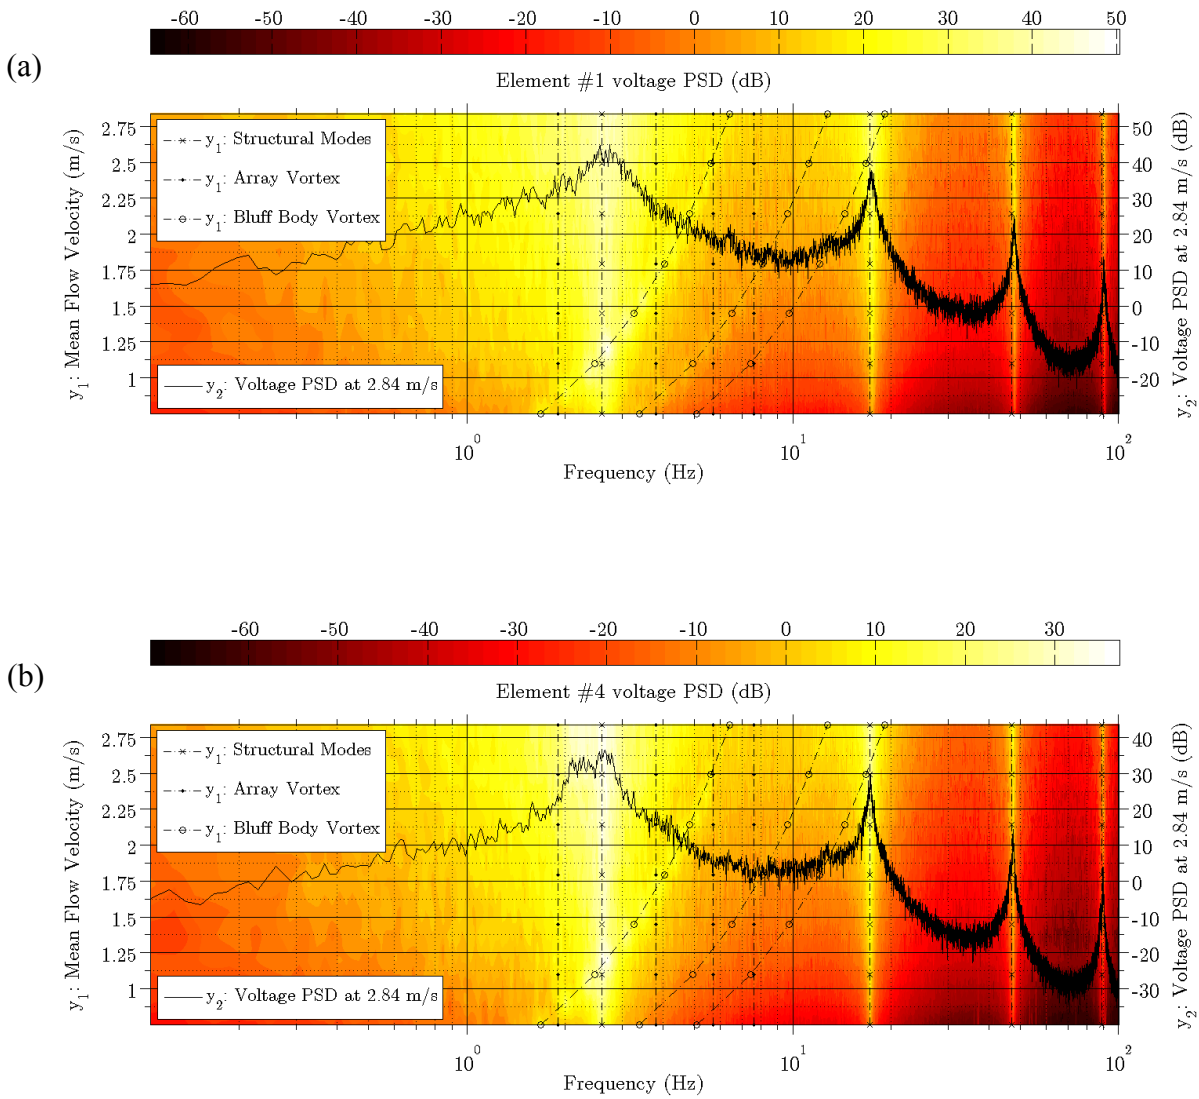 -60 -50 -40 -30 -20 -10 0 10 20 30 40 50
(a)
Element #1 voltage PSD (dB)
y1: Mean Flow Velocity (m/s)
2.75
2.5
2.25
2
1.75
1.5
1.25
1
y1: Structural Modes
y1: Array Vortex
y1: Bluff Body Vortex
y2: Voltage PSD at 2.84 m/s
50
40
30
20
10
0
-10
-20
y2: Voltage PSD at 2.84 m/s (dB)
10^0 10^1 10^2
Frequency (Hz)
-60 -50 -40 -30 -20 -10 0 10 20 30
(b)
Element #4 voltage PSD (dB)
y1: Mean Flow Velocity (m/s)
2.75
2.5
2.25
2
1.75
1.5
1.25
1
y1: Structural Modes
y1: Array Vortex
y1: Bluff Body Vortex
y2: Voltage PSD at 2.84 m/s
40
30
20
10
0
-10
-20
-30
y2: Voltage PSD at 2.84 m/s (dB)
10^0 10^1 10^2
Frequency (Hz)